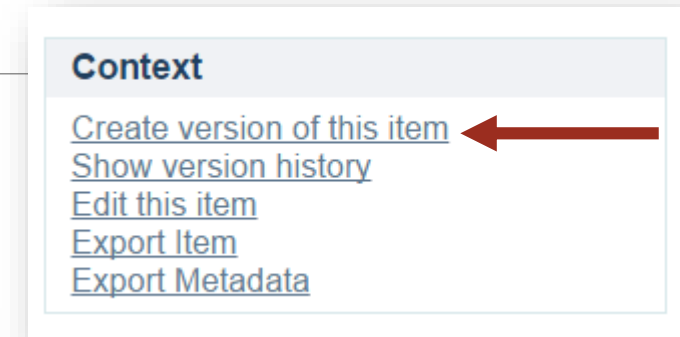 Context
Create version of this item
Show version history
Edit this item
Export Item
Export Metadata